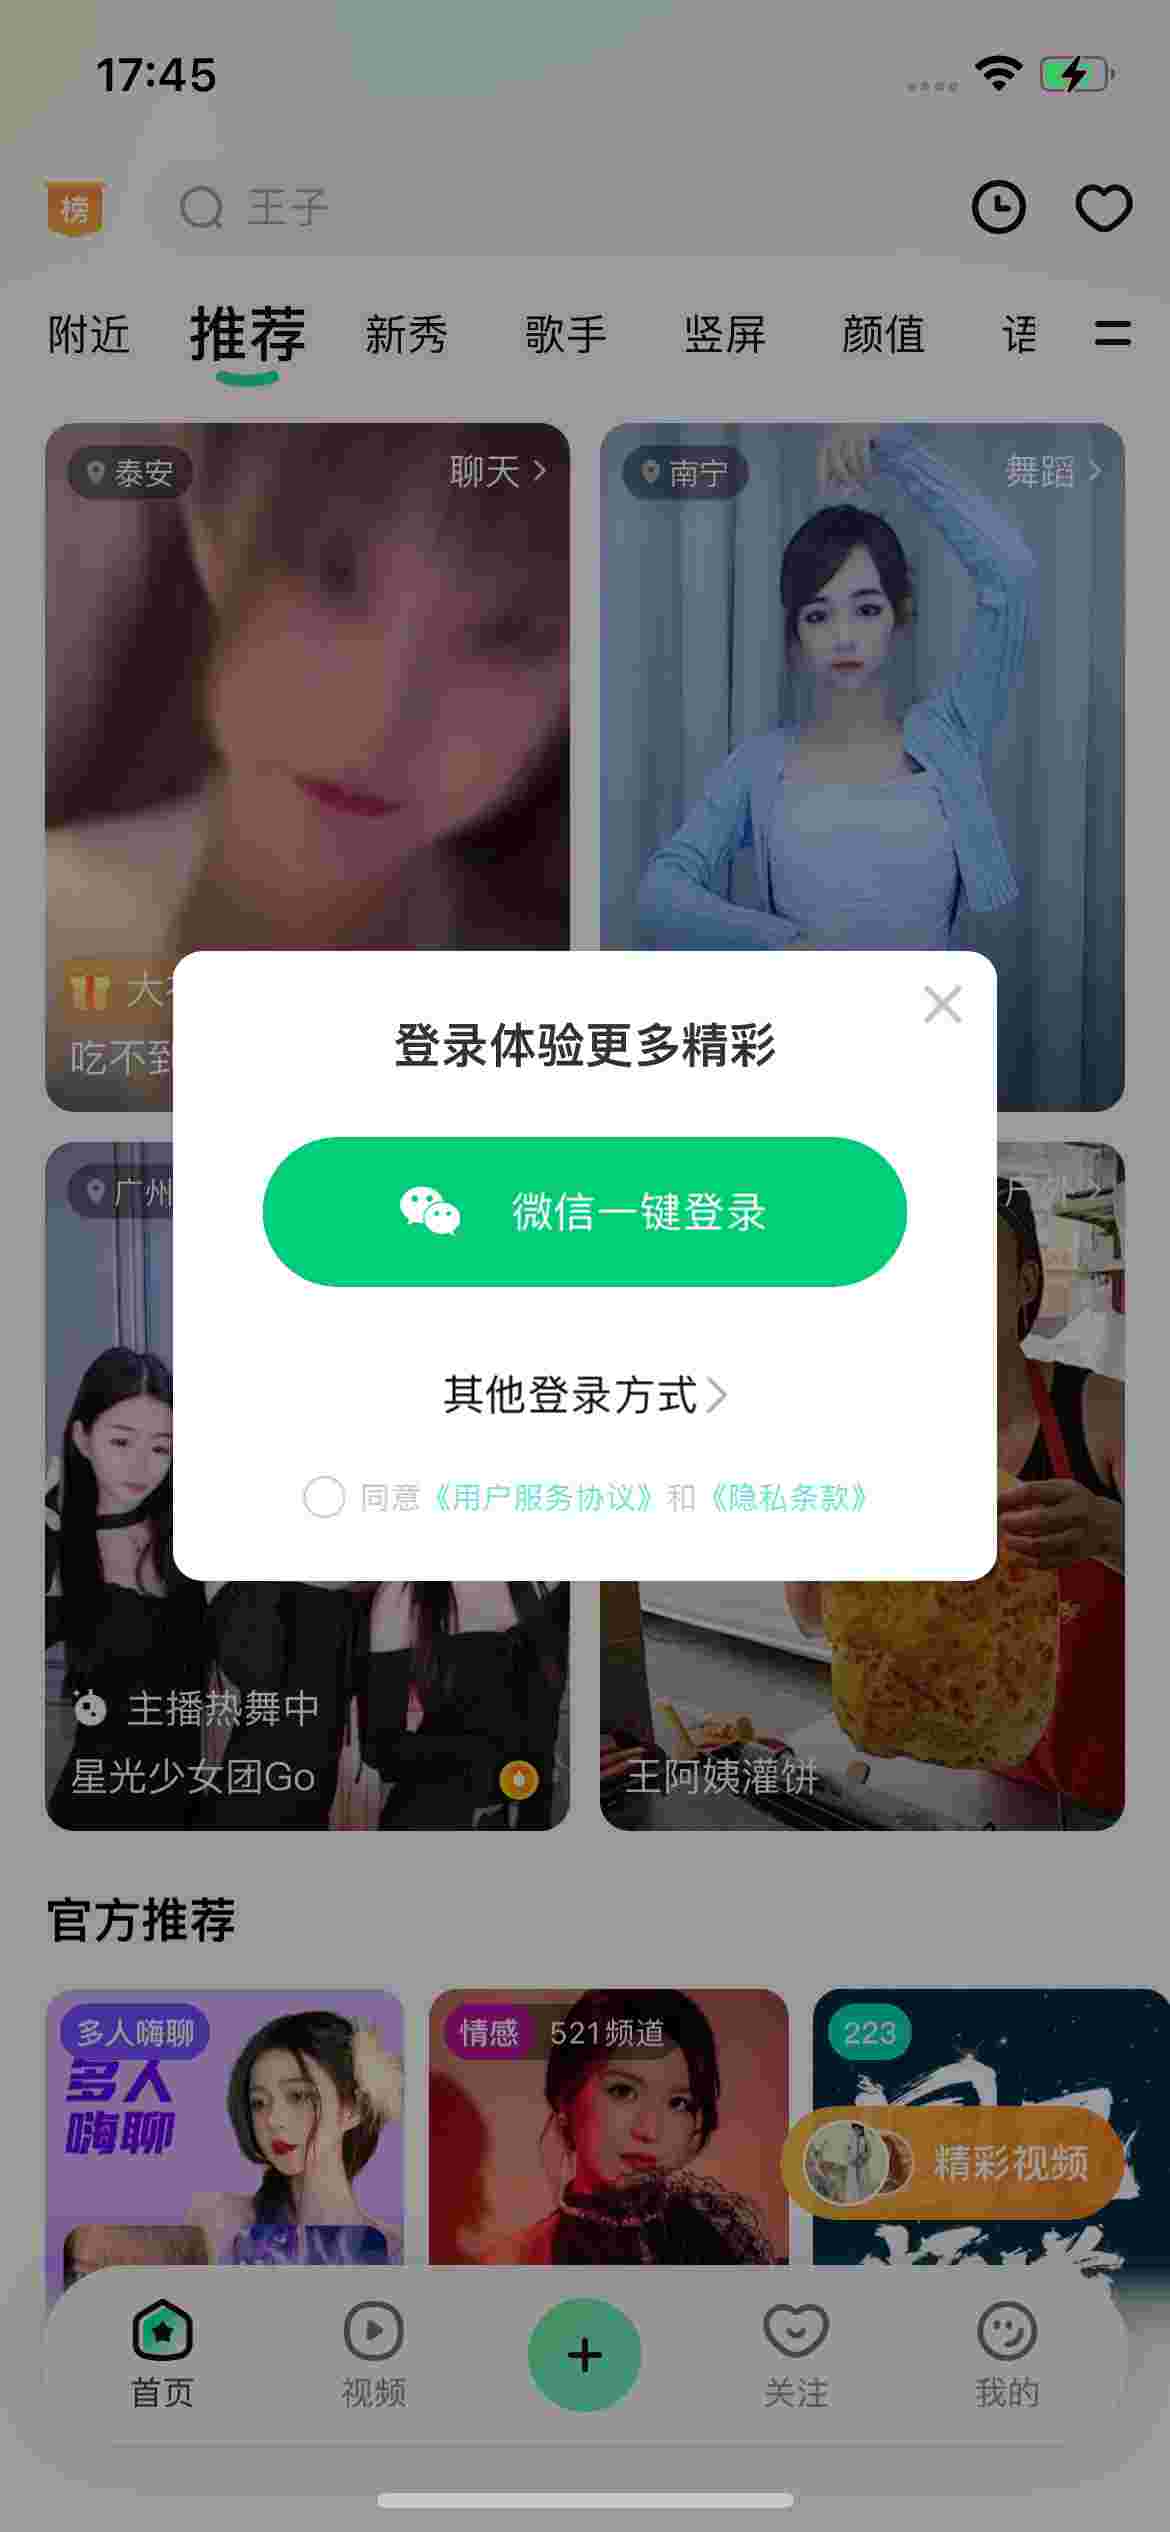 17:45
榜
王子
附近 推荐 新秀 歌手 竖屏 颜值 语
泰安 聊天
南宁 舞蹈
大
吃不到
登录体验更多精彩
微信一键登录
其他登录方式
同意《用户服务协议》和《隐私条款》
广州
户外
主播热舞中
星光少女团Go
王阿姨灌饼
官方推荐
多人嗨聊
多人
嗨聊
情感 521频道
223
精彩视频
首页 视频 关注 我的